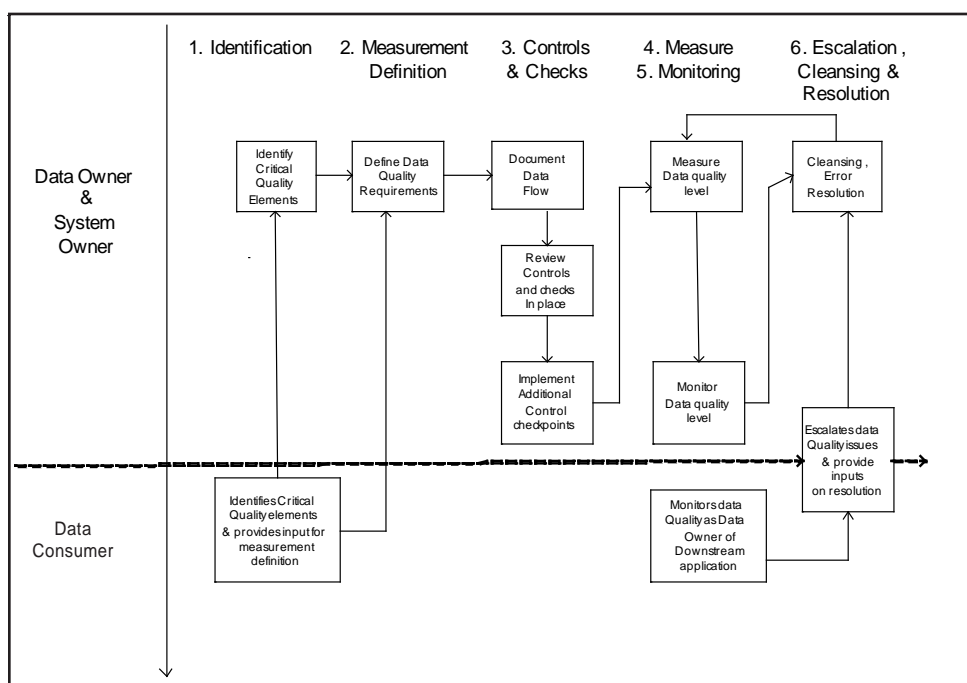 1. Identification
2. Measurement
Definition
3. Controls
& Checks
4. Measure
5. Monitoring
6. Escalation ,
Cleansing &
Resolution
Data Owner
&
System
Owner
Identify
Critical
Quality
Elements
Define Data
Quality
Requirements
Document
Data
Flow
Measure
Data quality
level
Cleansing ,
Error
Resolution
Review
Controls
and checks
In place
Implement
Additional
Control
checkpoints
Monitor
Data quality
level
Escalates data
Quality issues
& provide
inputs
on resolution
Data
Consumer
Identifies Critical
Quality elements
& provides input for
measurement
definition
Monitors data
Quality as Data
Owner of
Downstream
application